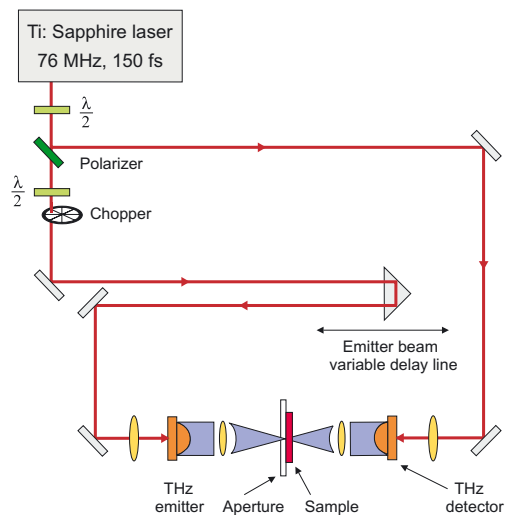 Ti: Sapphire laser
76 MHz, 150 fs
λ
2
Polarizer
λ
2
Chopper
Emitter beam
variable delay line
THz
emitter
Aperture
Sample
THz
detector